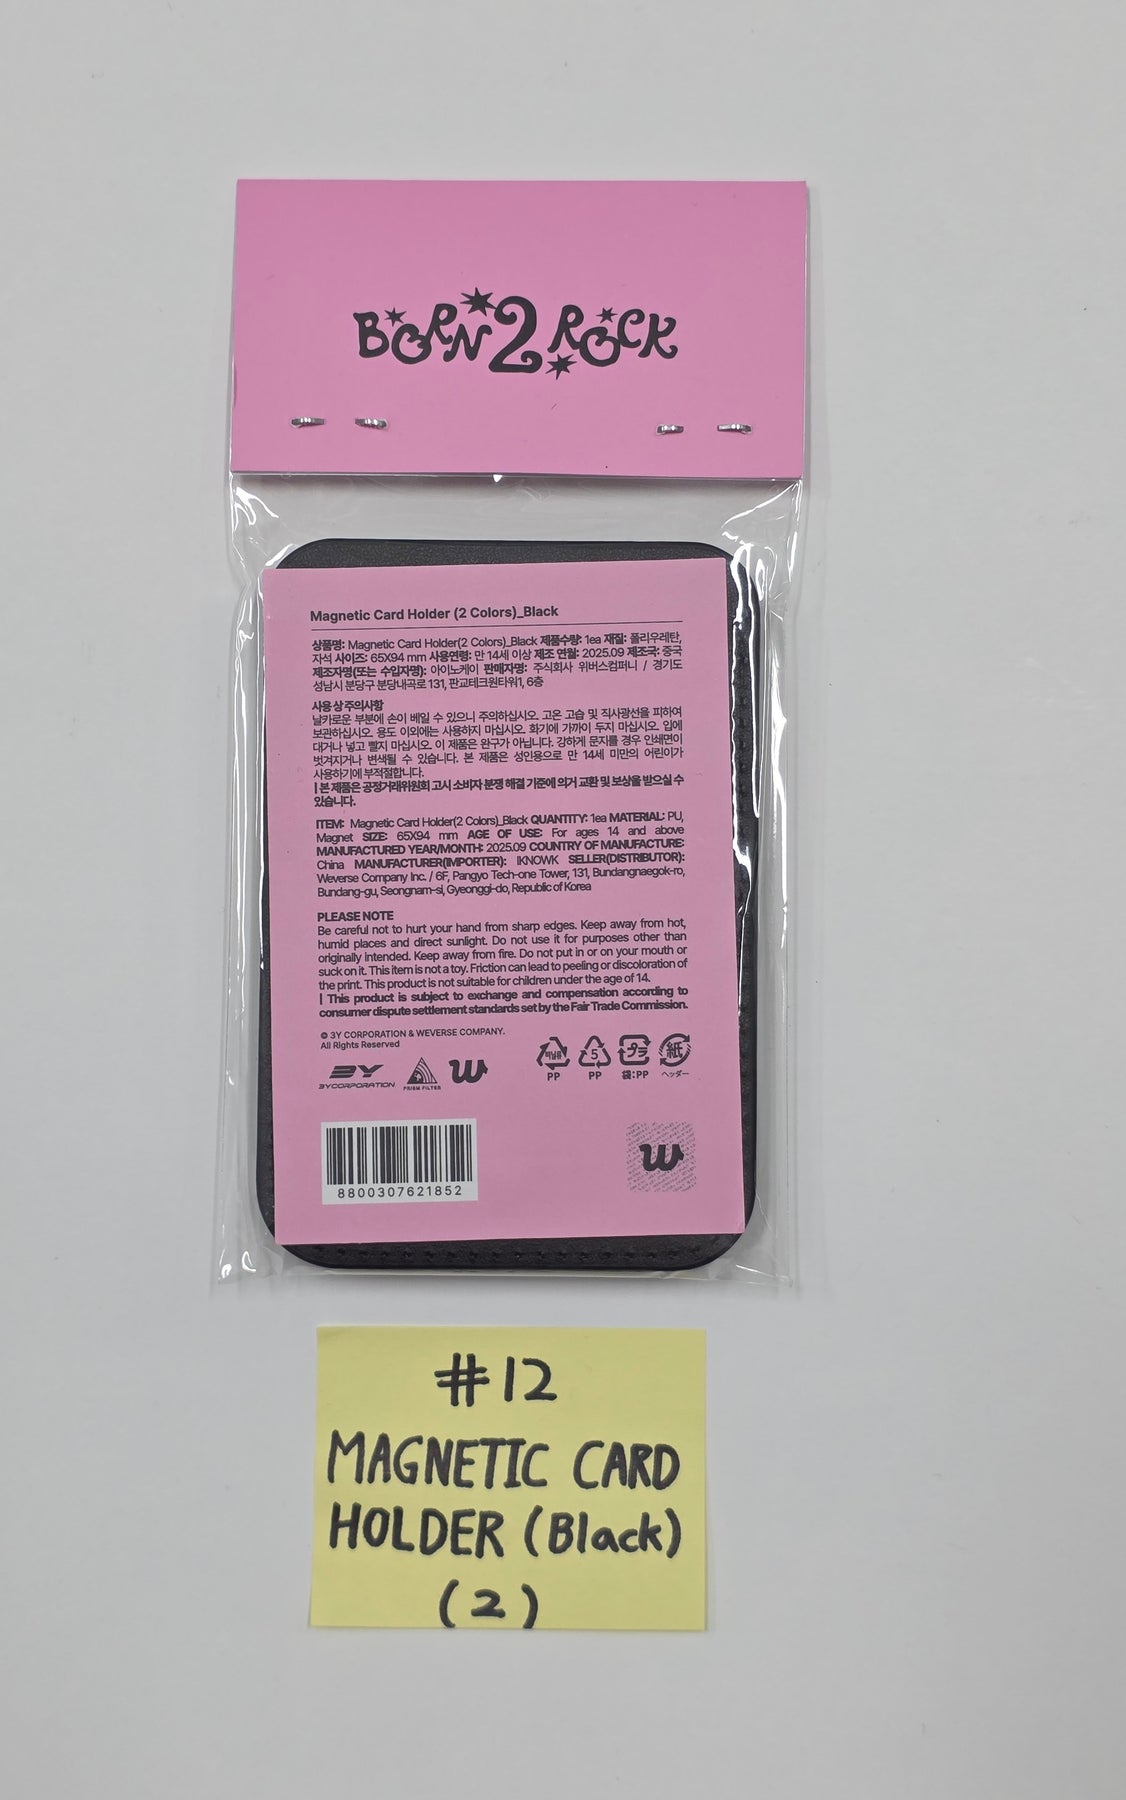 BORN 2 ROCK
Magnetic Card Holder (2 Colors)_Black
상품명: Magnetic Card Holder(2 Colors)_Black 제품수량: 1ea 재질: 폴리우레탄,
자석 사이즈: 65X94 mm 사용연령: 만 14세 이상 제조 연월: 2025.09 제조국: 중국
제조자명(또는 수입자명): 아이노케이 판매자명: 주식회사 위버스컴퍼니 / 경기도
성남시 분당구 분당내곡로 131, 판교테크원타워1, 6층
사용 상 주의사항
날카로운 부분에 손이 베일 수 있으니 주의하십시오. 고온 고습 및 직사광선을 피하여
보관하십시오. 용도 이외에는 사용하지 마십시오. 화기에 가까이 두지 마십시오. 입에
대거나 넣고 빨지 마십시오. 이 제품은 완구가 아닙니다. 강하게 문지를 경우 인쇄면이
벗겨지거나 변색될 수 있습니다. 본 제품은 성인용으로 만 14세 미만의 어린이가
사용하기에 부적절합니다.
| 본 제품은 공정거래위원회 고시 소비자 분쟁 해결 기준에 의거 교환 및 보상을 받으실 수
있습니다.
ITEM: Magnetic Card Holder(2 Colors)_Black QUANTITY: 1ea MATERIAL: PU,
Magnet SIZE: 65X94 mm AGE OF USE: For ages 14 and above
MANUFACTURED YEAR/MONTH: 2025.09 COUNTRY OF MANUFACTURE:
China MANUFACTURER(IMPORTER): IKNOWK SELLER(DISTRIBUTOR):
Weverse Company Inc. / 6F, Pangyo Tech-one Tower, 131, Bundangnaegok-ro,
Bundang-gu, Seongnam-si, Gyeonggi-do, Republic of Korea
PLEASE NOTE
Be careful not to hurt your hand from sharp edges. Keep away from hot,
humid places and direct sunlight. Do not use it for purposes other than
originally intended. Keep away from fire. Do not put in or on your mouth or
suck on it. This item is not a toy. Friction can lead to peeling or discoloration of
the print. This product is not suitable for children under the age of 14.
| This product is subject to exchange and compensation according to
consumer dispute settlement standards set by the Fair Trade Commission.
© 3Y CORPORATION & WEVERSE COMPANY.
All Rights Reserved
3Y
3YCORPORATION
PRISM FILTER
w
비닐류
PP
5
PP
プラ
袋:PP
紙
ヘッダー
8800307621852
w
#12
MAGNETIC CARD
HOLDER (Black)
(2)